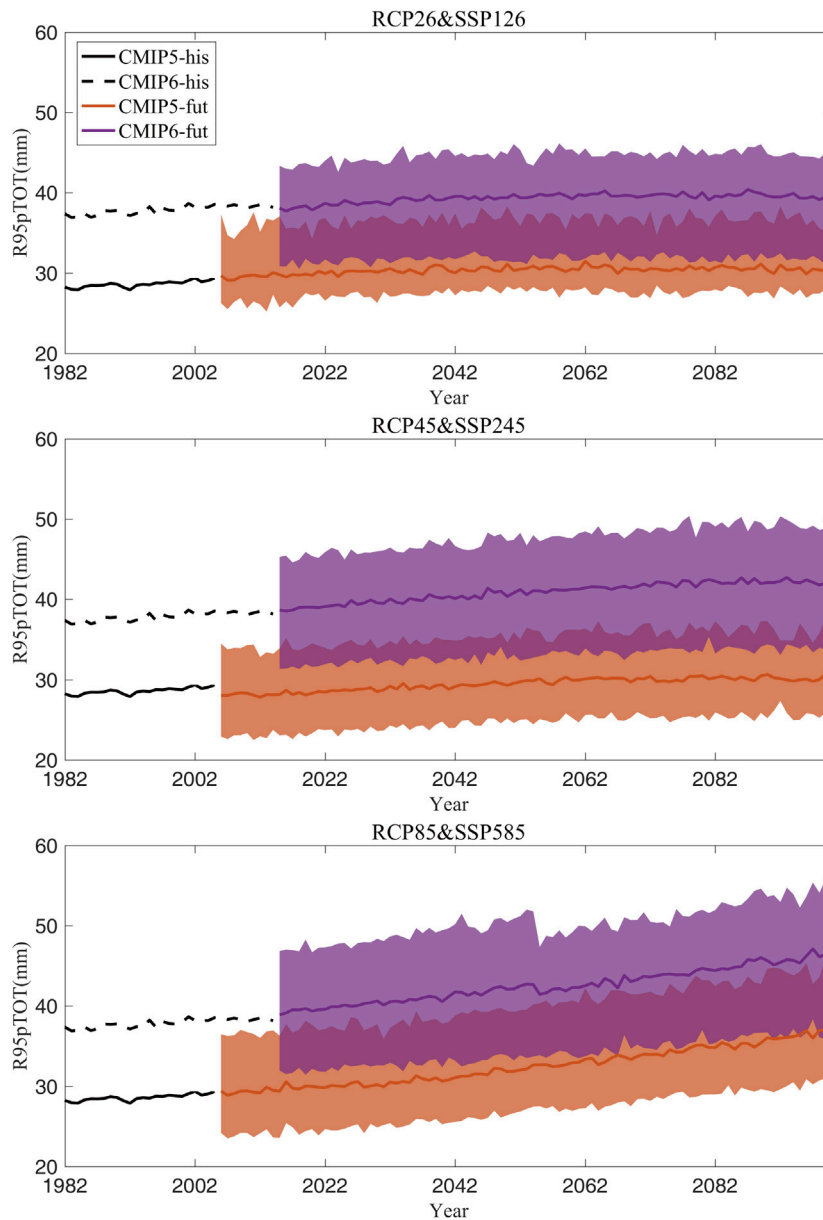 RCP26&SSP126
60
CMIP5-his
CMIP6-his
CMIP5-fut
CMIP6-fut
50
40
30
20
R95pTOT(mm)
1982 2002 2022 2042 2062 2082
Year
RCP45&SSP245
60
50
40
30
20
R95pTOT(mm)
1982 2002 2022 2042 2062 2082
Year
RCP85&SSP585
60
50
40
30
20
R95pTOT(mm)
1982 2002 2022 2042 2062 2082
Year